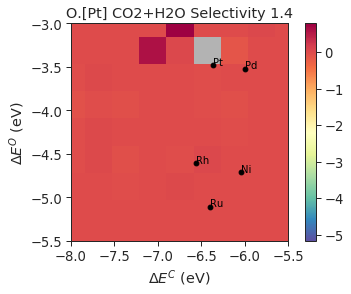 O.[Pt] CO2+H2O Selectivity 1.4
−3.0
−3.5
−4.0
−4.5
−5.0
−5.5
ΔE^O (eV)
Pt
Pd
Rh
Ni
Ru
−8.0 −7.5 −7.0 −6.5 −6.0 −5.5
ΔE^C (eV)
0
−1
−2
−3
−4
−5